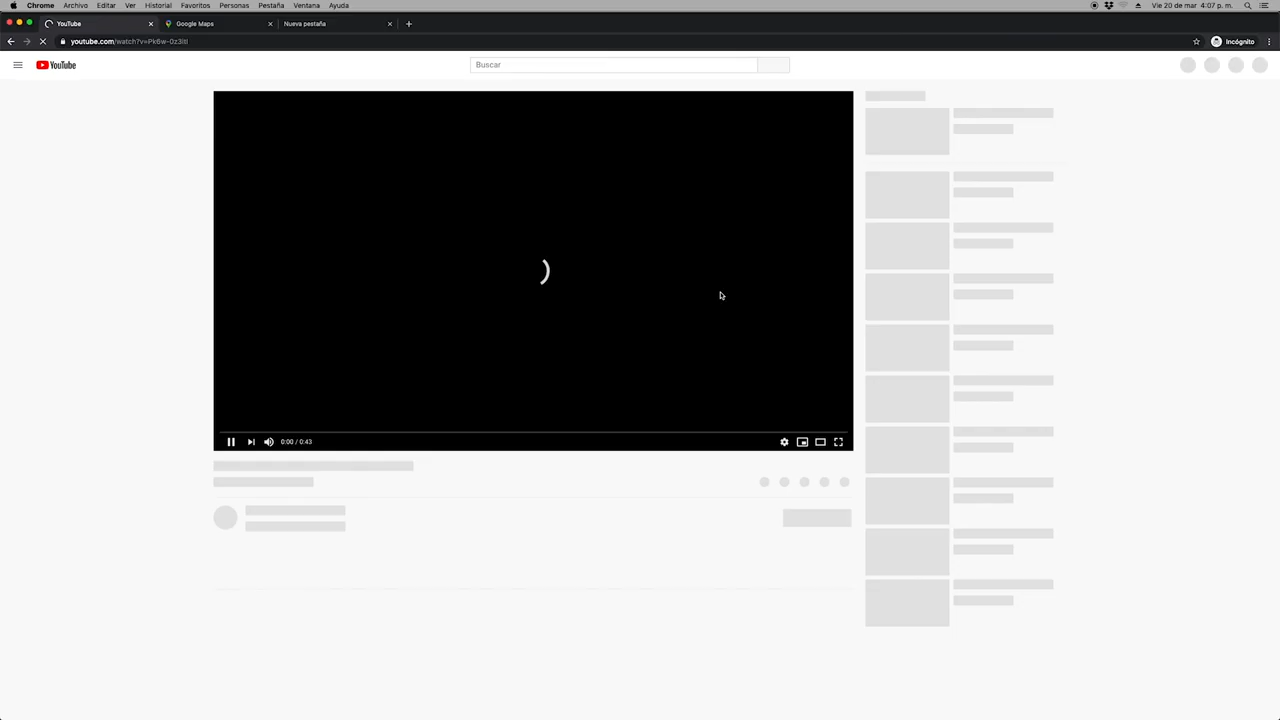 Chrome Archivo Editar Ver Historial Favoritos Personas Pestaña Ventana Ayuda Vie 20 de mar 4:07 p. m.
YouTube Google Maps Nueva pestaña
youtube.com/watch?v=Pk6w-0z3itI Incógnito
YouTube Buscar
0:00 / 0:43